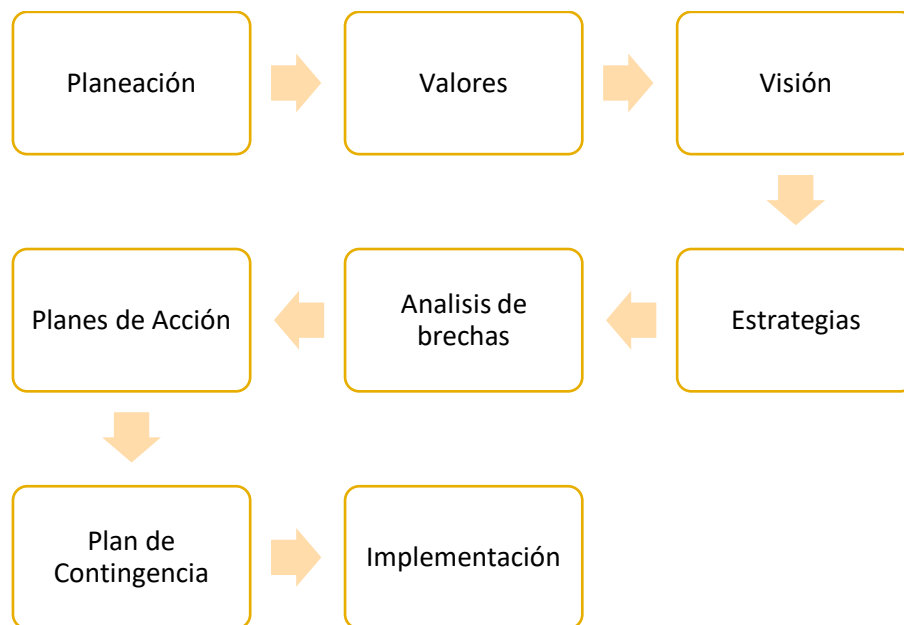 Planeación
Valores
Visión
Estrategias
Analisis de
brechas
Planes de Acción
Plan de
Contingencia
Implementación